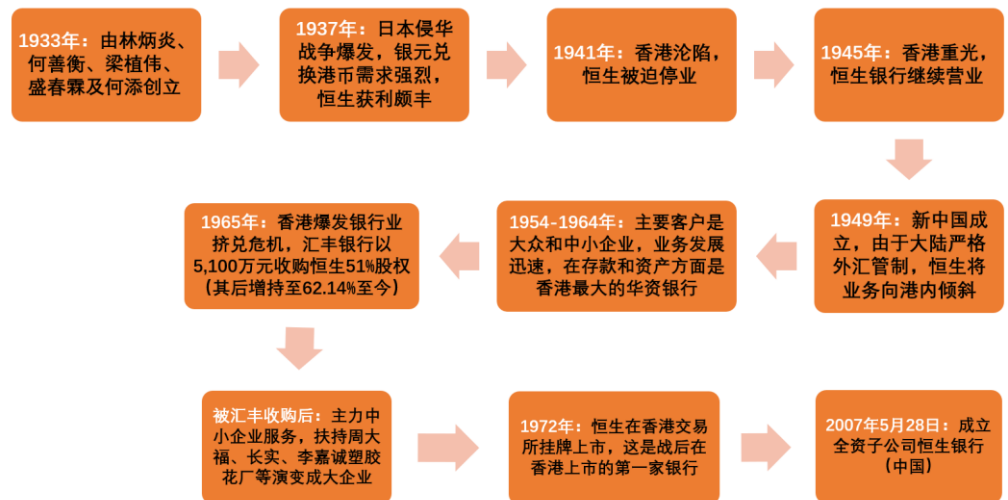 1933年：由林炳炎、
何善衡、梁植伟、
盛春霖及何添创立
1937年：日本侵华
战争爆发，银元兑
换港币需求强烈，
恒生获利颇丰
1941年：香港沦陷，
恒生被迫停业
1945年：香港重光，
恒生银行继续营业
1949年：新中国成
立，由于大陆严格
外汇管制，恒生将
业务向港内倾斜
1954-1964年：主要客户是
大众和中小企业，业务发展
迅速，在存款和资产方面是
香港最大的华资银行
1965年：香港爆发银行业
挤兑危机，汇丰银行以
5,100万元收购恒生51%股权
（其后增持至62.14%至今）
被汇丰收购后：主力中
小企业服务，扶持周大
福、长实、李嘉诚塑胶
花厂等演变成大企业
1972年：恒生在香港交易
所挂牌上市，这是战后在
香港上市的第一家银行
2007年5月28日：成立
全资子公司恒生银行
（中国）